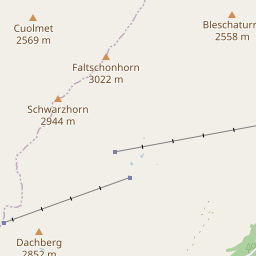 Cuolmet
2569 m
Bleschaturm
2558 m
Faltschonhorn
3022 m
Schwarzhorn
2944 m
Dachberg
2852 m